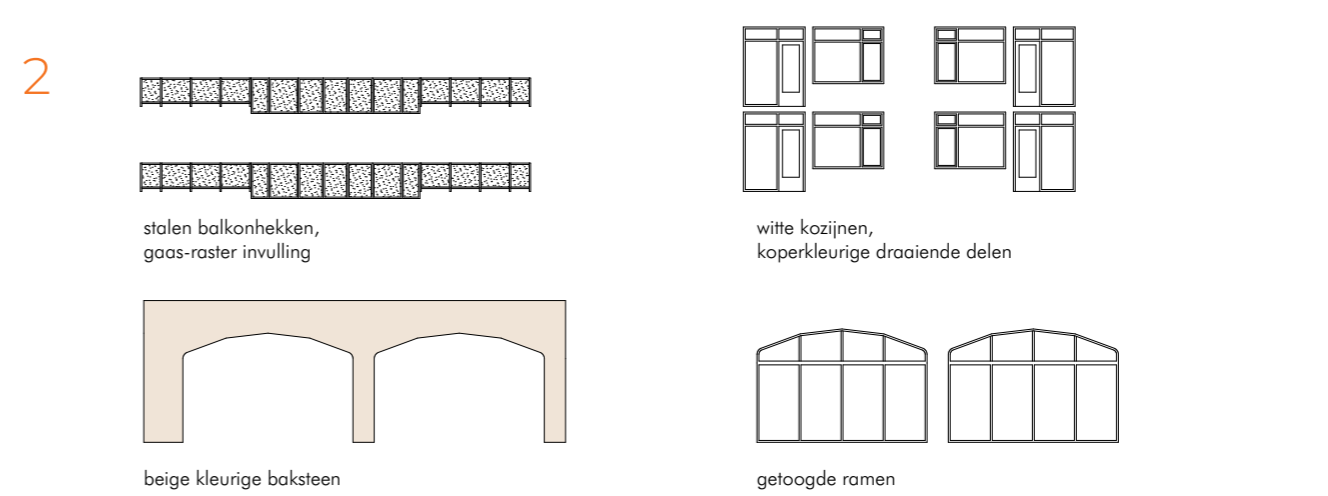 2
stalen balkonhekken,
gaas-raster invulling
witte kozijnen,
koperkleurige draaiende delen
beige kleurige baksteen
getoogde ramen